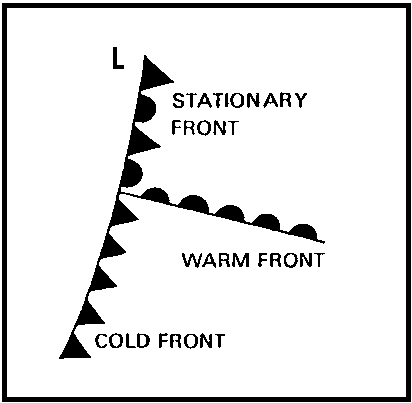 L
STATIONARY
FRONT
WARM FRONT
COLD FRONT